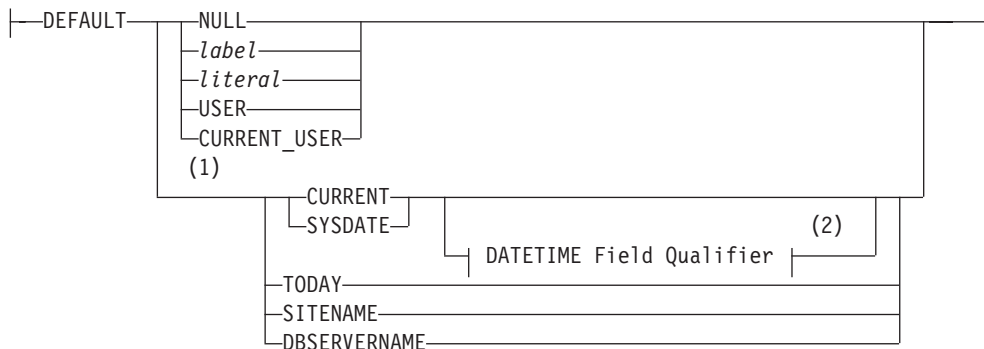 DEFAULT
NULL
label
literal
USER
CURRENT_USER
(1)
CURRENT
SYSDATE
(2)
DATETIME Field Qualifier
TODAY
SITENAME
DBSERVERNAME